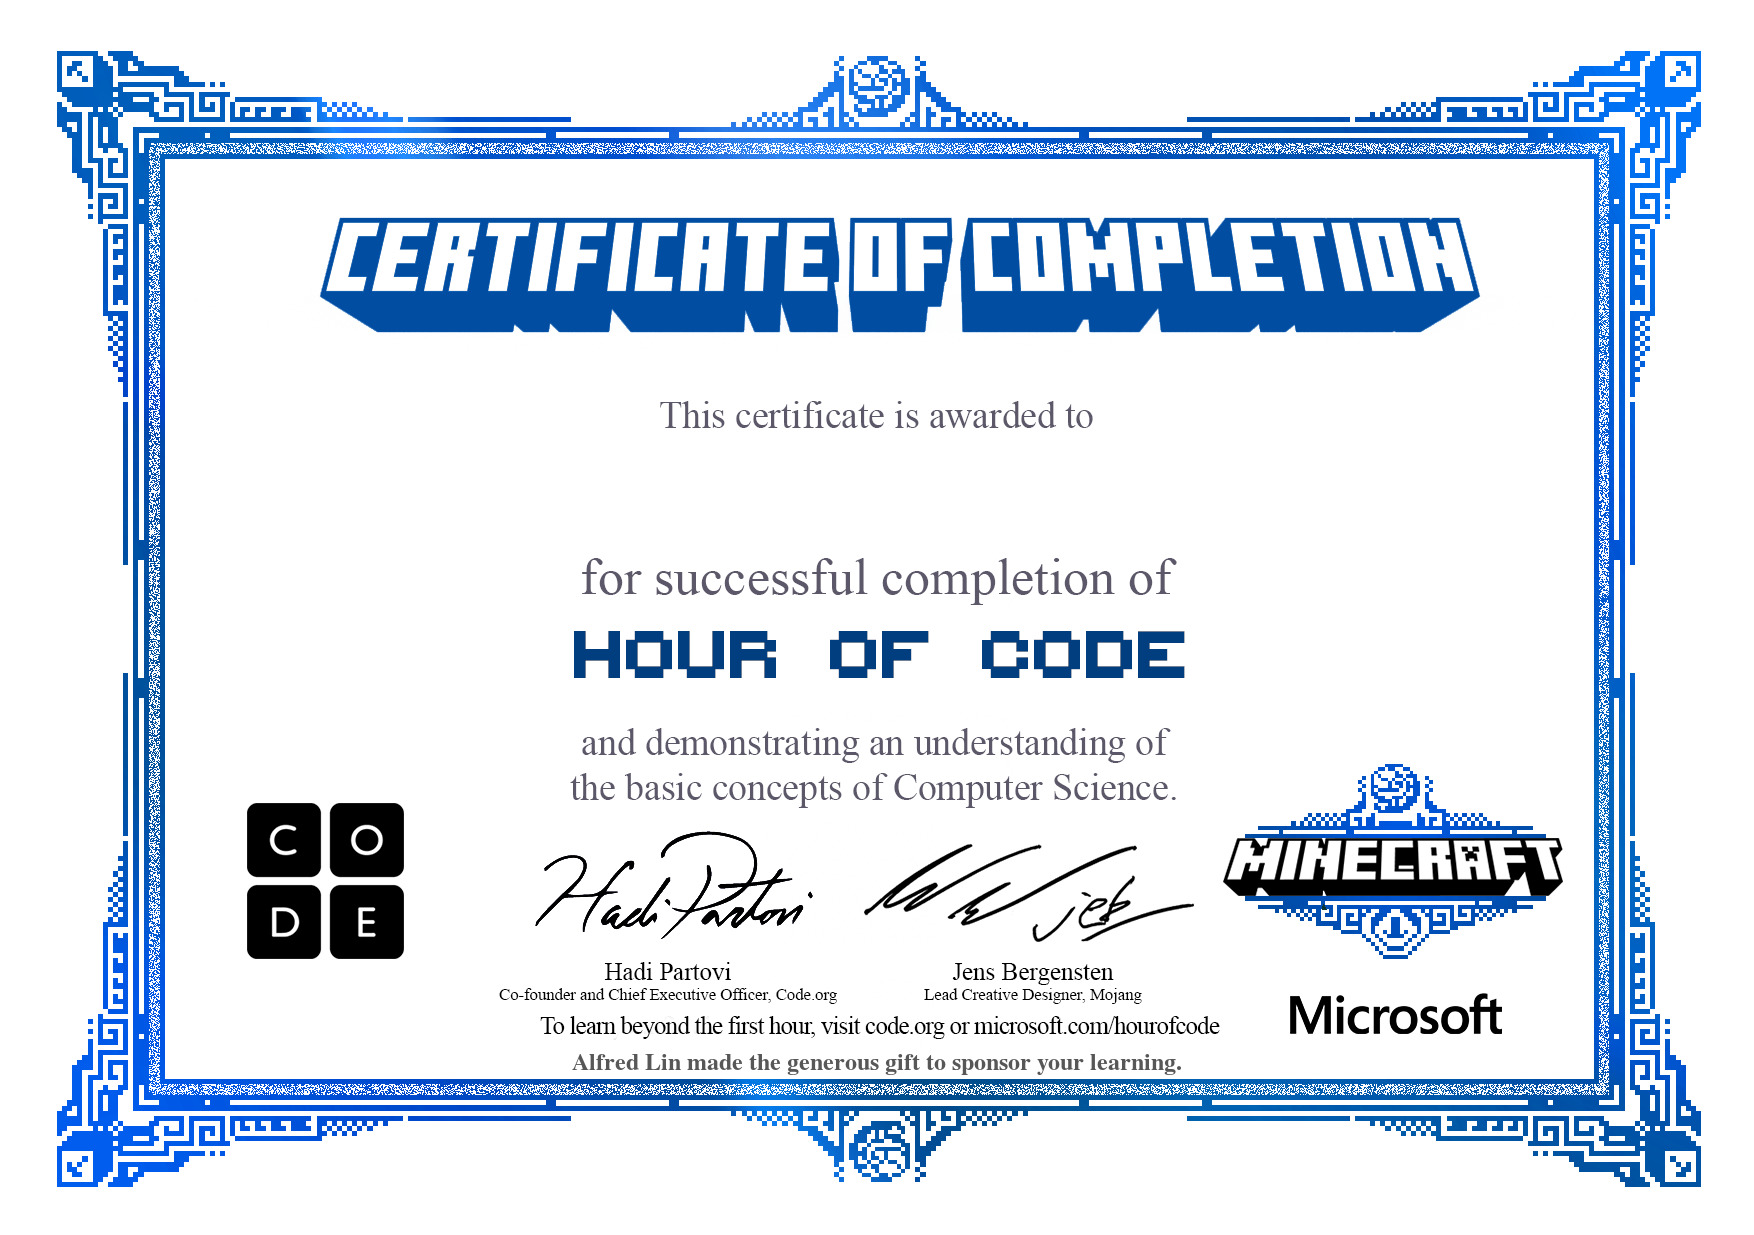 CERTIFICATE OF COMPLETION
This certificate is awarded to
for successful completion of
HOUR OF CODE
and demonstrating an understanding of
the basic concepts of Computer Science.
C O
D E
Hadi Partovi
jeb
MINECRAFT
Hadi Partovi
Co-founder and Chief Executive Officer, Code.org
Jens Bergensten
Lead Creative Designer, Mojang
Microsoft
To learn beyond the first hour, visit code.org or microsoft.com/hourofcode
Alfred Lin made the generous gift to sponsor your learning.